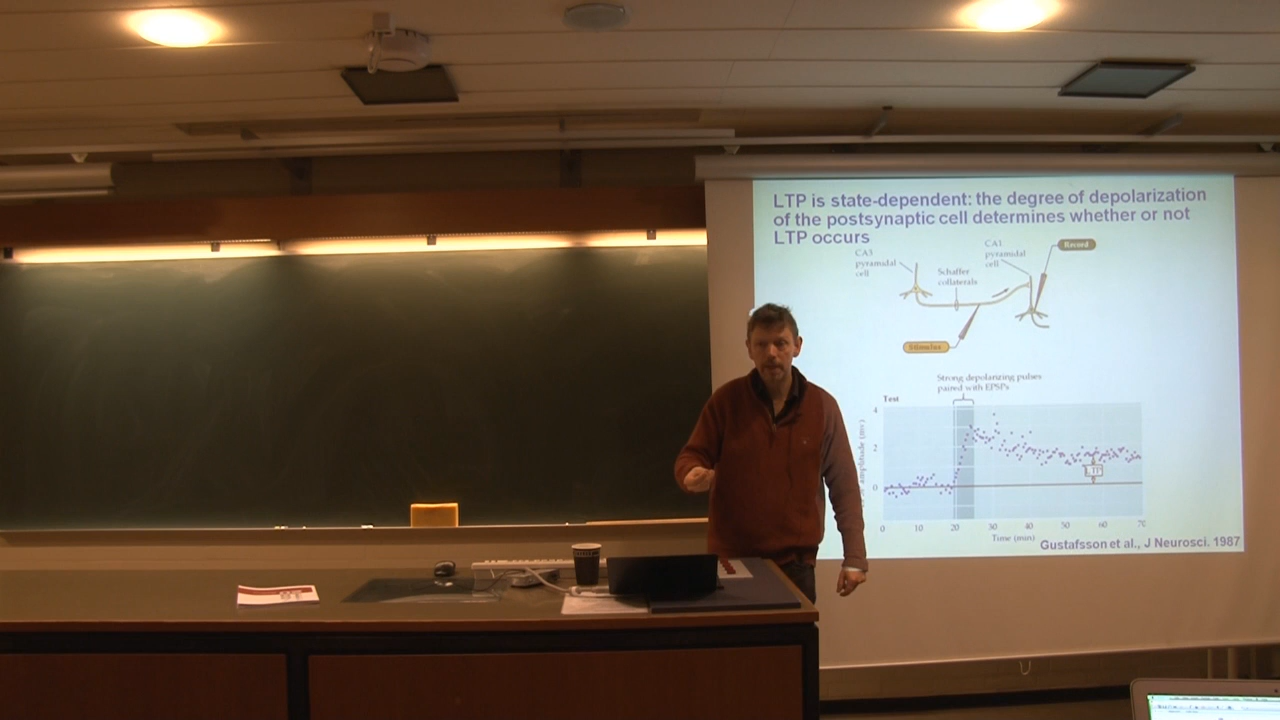 LTP is state-dependent: the degree of depolarization
of the postsynaptic cell determines whether or not
LTP occurs
CA3
pyramidal
cell
Schaffer
collaterals
CA1
pyramidal
cell
Record
Stimulus
Strong depolarizing pulses
paired with EPSPs
Test
4
2
0
amplitude (mV)
LTP
0 10 20 30 40 50 60 70
Time (min)
Gustafsson et al., J Neurosci. 1987